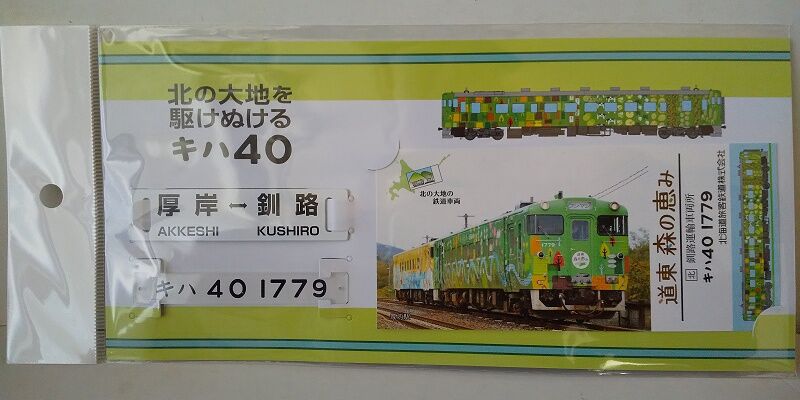 北の大地を
駆けぬける
キハ40
厚岸→釧路
AKKESHI KUSHIRO
キハ 40 1779
北の大地の
鉄道車両
1779
道東 森の恵み
北 釧路運輸車両所
キハ40 1779
北海道旅客鉄道株式会社